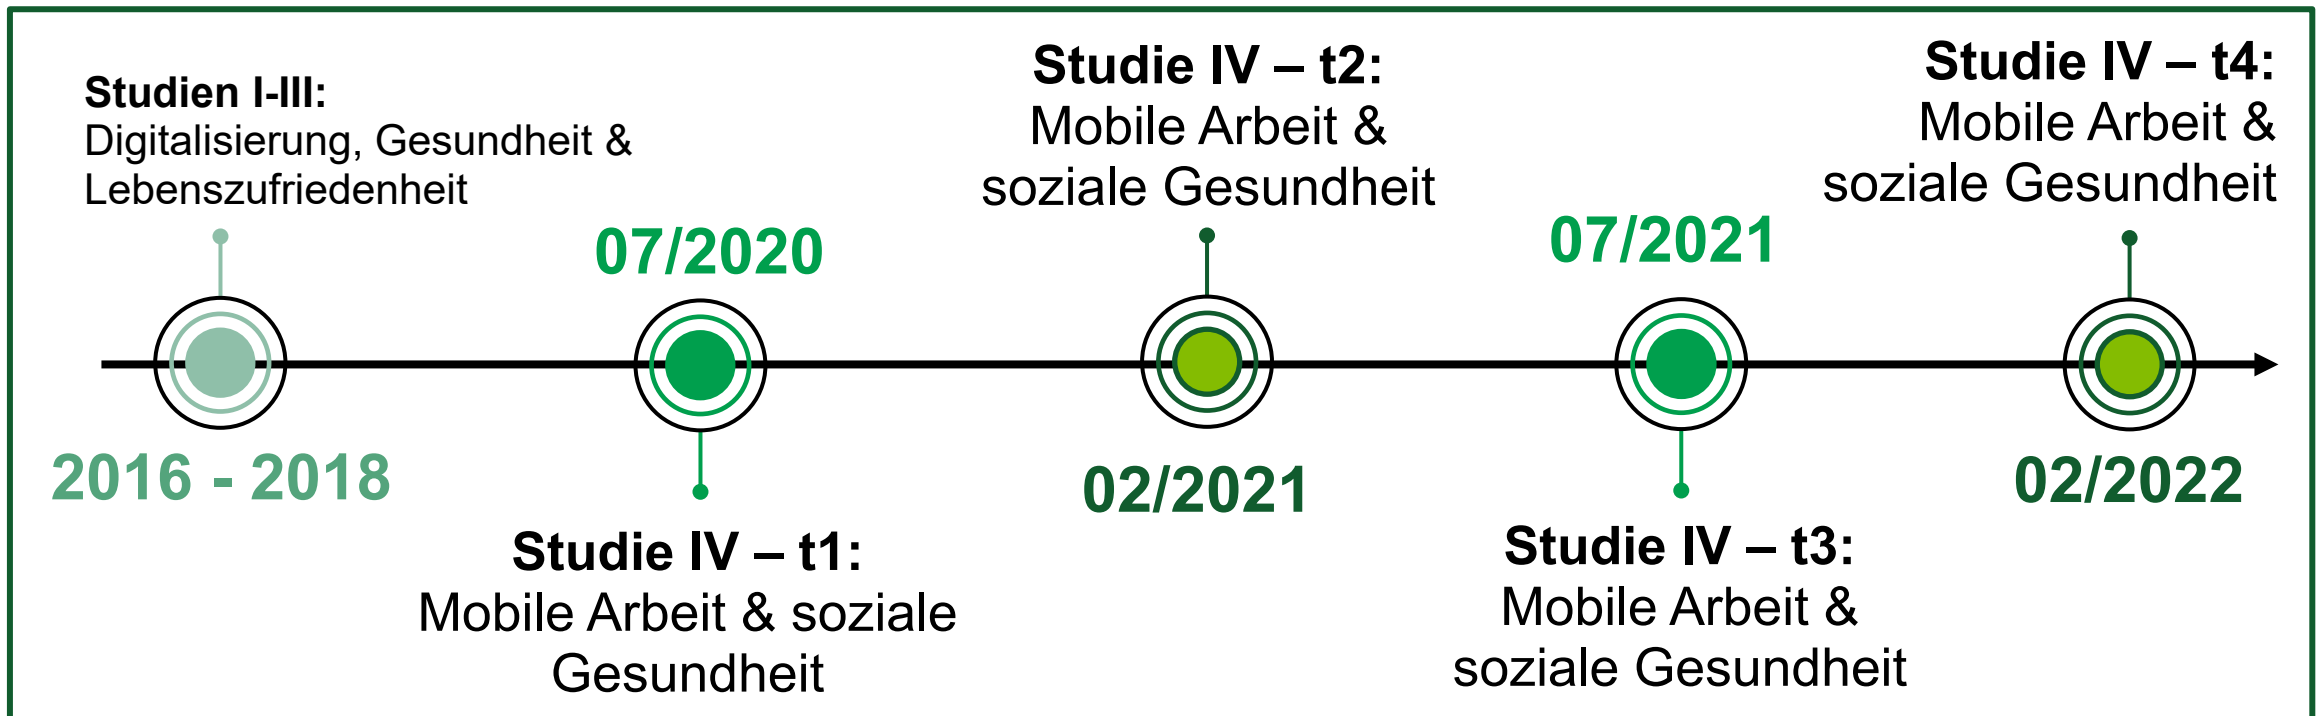 Studien I-III:
Digitalisierung, Gesundheit &
Lebenszufriedenheit
2016 - 2018
07/2020
Studie IV – t1:
Mobile Arbeit & soziale
Gesundheit
Studie IV – t2:
Mobile Arbeit &
soziale Gesundheit
02/2021
07/2021
Studie IV – t3:
Mobile Arbeit &
soziale Gesundheit
Studie IV – t4:
Mobile Arbeit &
soziale Gesundheit
02/2022